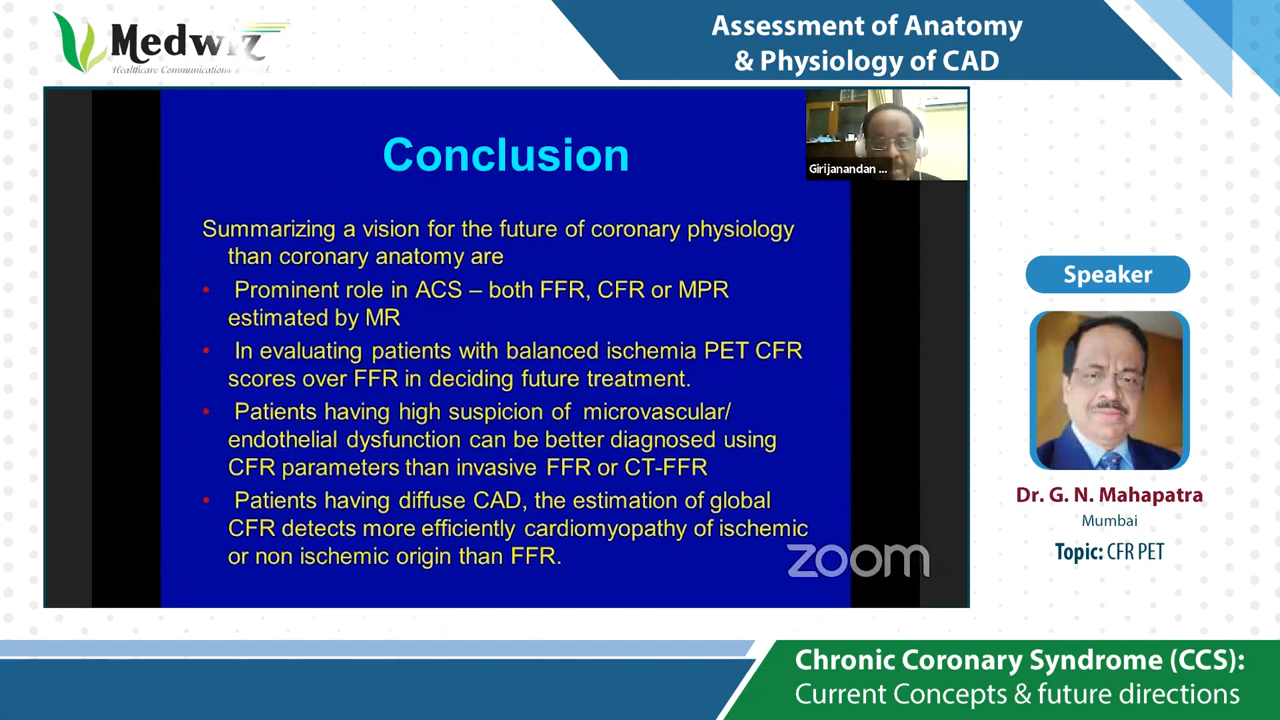 Medwiz
Healthcare Communications
Assessment of Anatomy
& Physiology of CAD
Conclusion
Girijanandan ...
Summarizing a vision for the future of coronary physiology
than coronary anatomy are
• Prominent role in ACS – both FFR, CFR or MPR
estimated by MR
• In evaluating patients with balanced ischemia PET CFR
scores over FFR in deciding future treatment.
• Patients having high suspicion of microvascular/
endothelial dysfunction can be better diagnosed using
CFR parameters than invasive FFR or CT-FFR
• Patients having diffuse CAD, the estimation of global
CFR detects more efficiently cardiomyopathy of ischemic
or non ischemic origin than FFR.
zoom
Speaker
Dr. G. N. Mahapatra
Mumbai
Topic: CFR PET
Chronic Coronary Syndrome (CCS):
Current Concepts & future directions